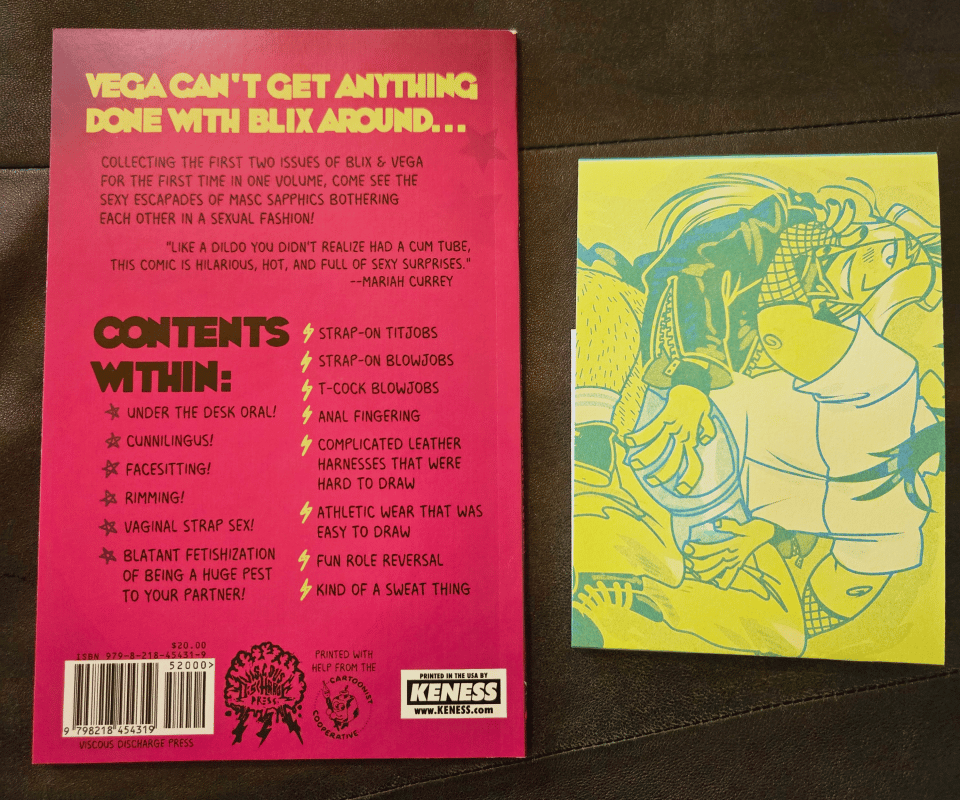 VEGA CAN'T GET ANYTHING
DONE WITH BLIX AROUND...
COLLECTING THE FIRST TWO ISSUES OF BLIX & VEGA
FOR THE FIRST TIME IN ONE VOLUME, COME SEE THE
SEXY ESCAPADES OF MASC SAPPHICS BOTHERING
EACH OTHER IN A SEXUAL FASHION!
"LIKE A DILDO YOU DIDN'T REALIZE HAD A CUM TUBE,
THIS COMIC IS HILARIOUS, HOT, AND FULL OF SEXY SURPRISES."
--MARIAH CURREY
CONTENTS
WITHIN:
UNDER THE DESK ORAL!
CUNNILINGUS!
FACESITTING!
RIMMING!
VAGINAL STRAP SEX!
BLATANT FETISHIZATION
OF BEING A HUGE PEST
TO YOUR PARTNER!
STRAP-ON TITJOBS
STRAP-ON BLOWJOBS
T-COCK BLOWJOBS
ANAL FINGERING
COMPLICATED LEATHER
HARNESSES THAT WERE
HARD TO DRAW
ATHLETIC WEAR THAT WAS
EASY TO DRAW
FUN ROLE REVERSAL
KIND OF A SWEAT THING
$20.00
ISBN 979-8-218-45431-9
52000>
9 798218 454319
VISCOUS DISCHARGE PRESS
VISCOUS
DISCHARGE
PRESS
PRINTED WITH
HELP FROM THE
CARTOONIST
COOPERATIVE
PRINTED IN THE USA BY
KENESS
www.KENESS.com